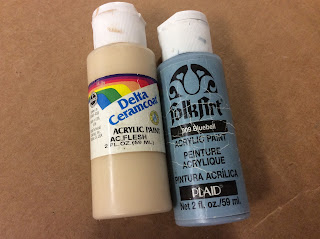 Delta
Ceramcoat
ACRYLIC PAINT
AC FLESH
2 FL.OZ.(59 ML.)
folkArt
909 Bluebell
ACRYLIC PAINT
PEINTURE
ACRYLIQUE
PINTURA ACRÍLICA
PLAID
Net 2 fl.oz/59 ml.